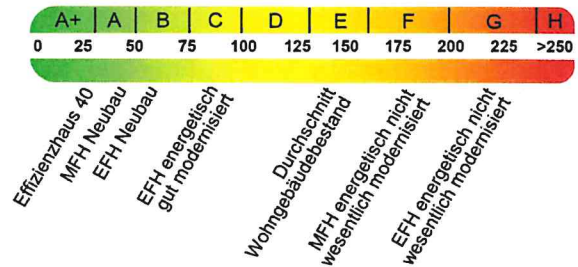 A+ A B C D E F G H
0 25 50 75 100 125 150 175 200 225 >250
Effizienzhaus 40
MFH Neubau
EFH Neubau
EFH energetisch
gut modernisiert
Durchschnitt
Wohngebäudebestand
MFH energetisch nicht
wesentlich modernisiert
EFH energetisch nicht
wesentlich modernisiert